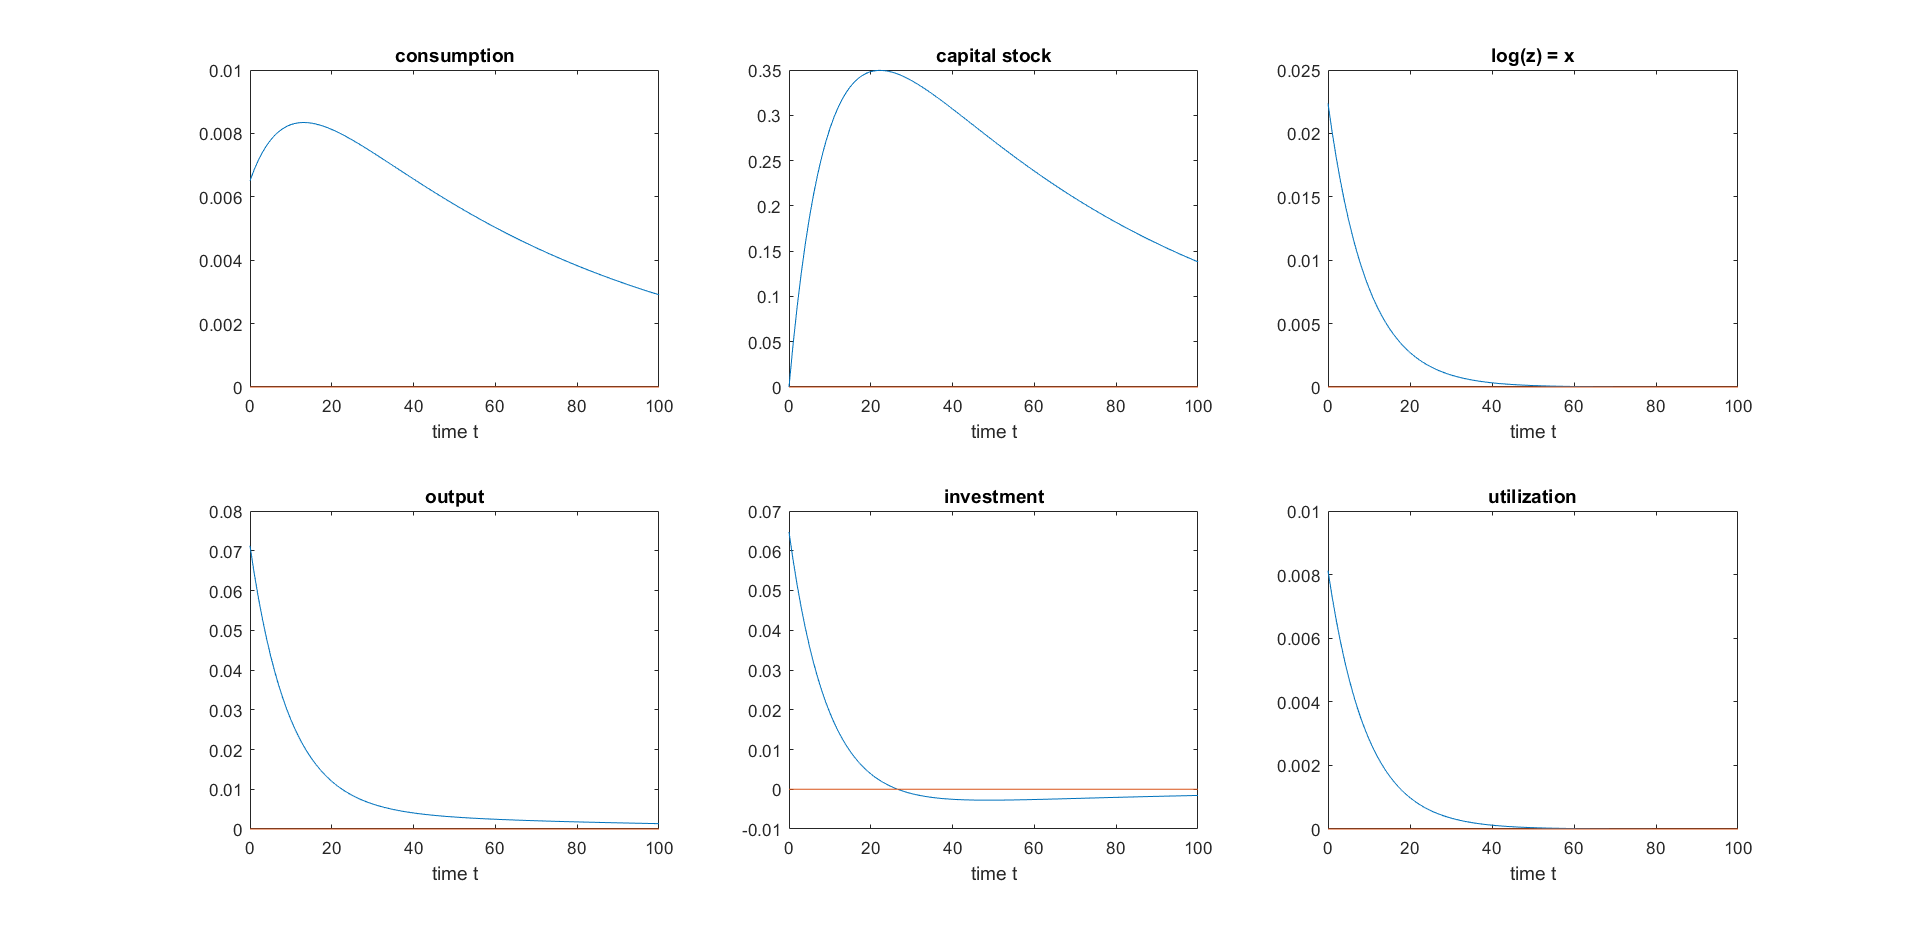 consumption
0.01
0.008
0.006
0.004
0.002
0
0 20 40 60 80 100
time t
capital stock
0.35
0.3
0.25
0.2
0.15
0.1
0.05
0
0 20 40 60 80 100
time t
log(z) = x
0.025
0.02
0.015
0.01
0.005
0
0 20 40 60 80 100
time t
output
0.08
0.07
0.06
0.05
0.04
0.03
0.02
0.01
0
0 20 40 60 80 100
time t
investment
0.07
0.06
0.05
0.04
0.03
0.02
0.01
0
-0.01
0 20 40 60 80 100
time t
utilization
0.01
0.008
0.006
0.004
0.002
0
0 20 40 60 80 100
time t